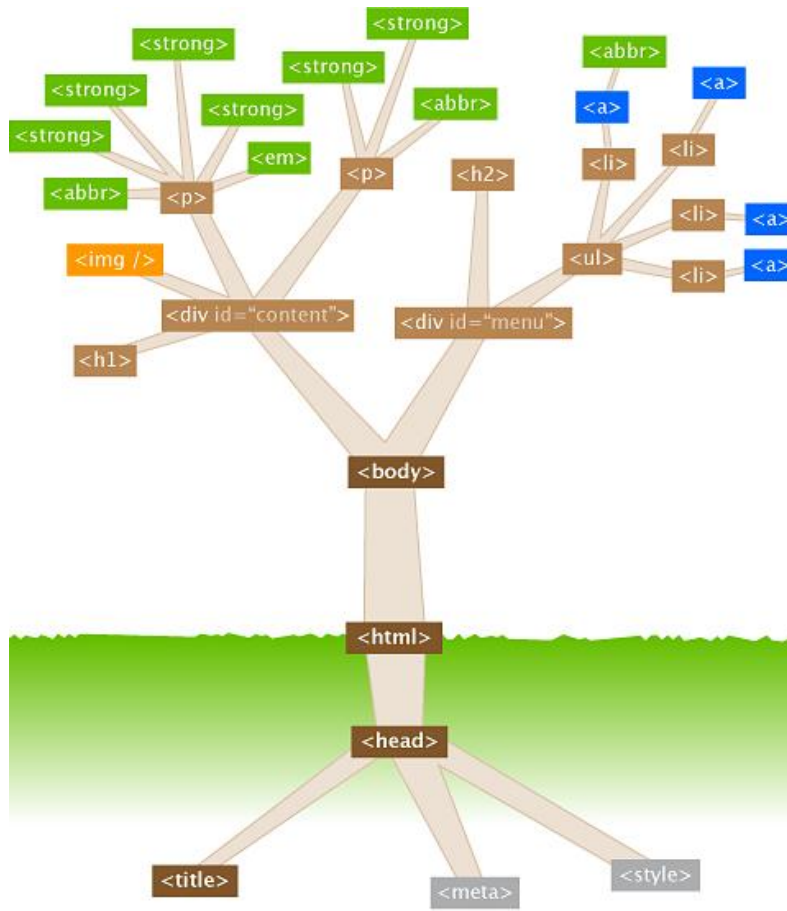 <strong>
<strong>
<abbr>
<strong>
<strong>
<a>
<strong>
<strong>
<abbr>
<a>
<strong>
<em>
<li>
<li>
<abbr>
<p>
<p>
<h2>
<li>
<a>
<img />
<ul>
<li>
<a>
<div id=“content”>
<div id=“menu”>
<h1>
<body>
<html>
<head>
<title>
<meta>
<style>